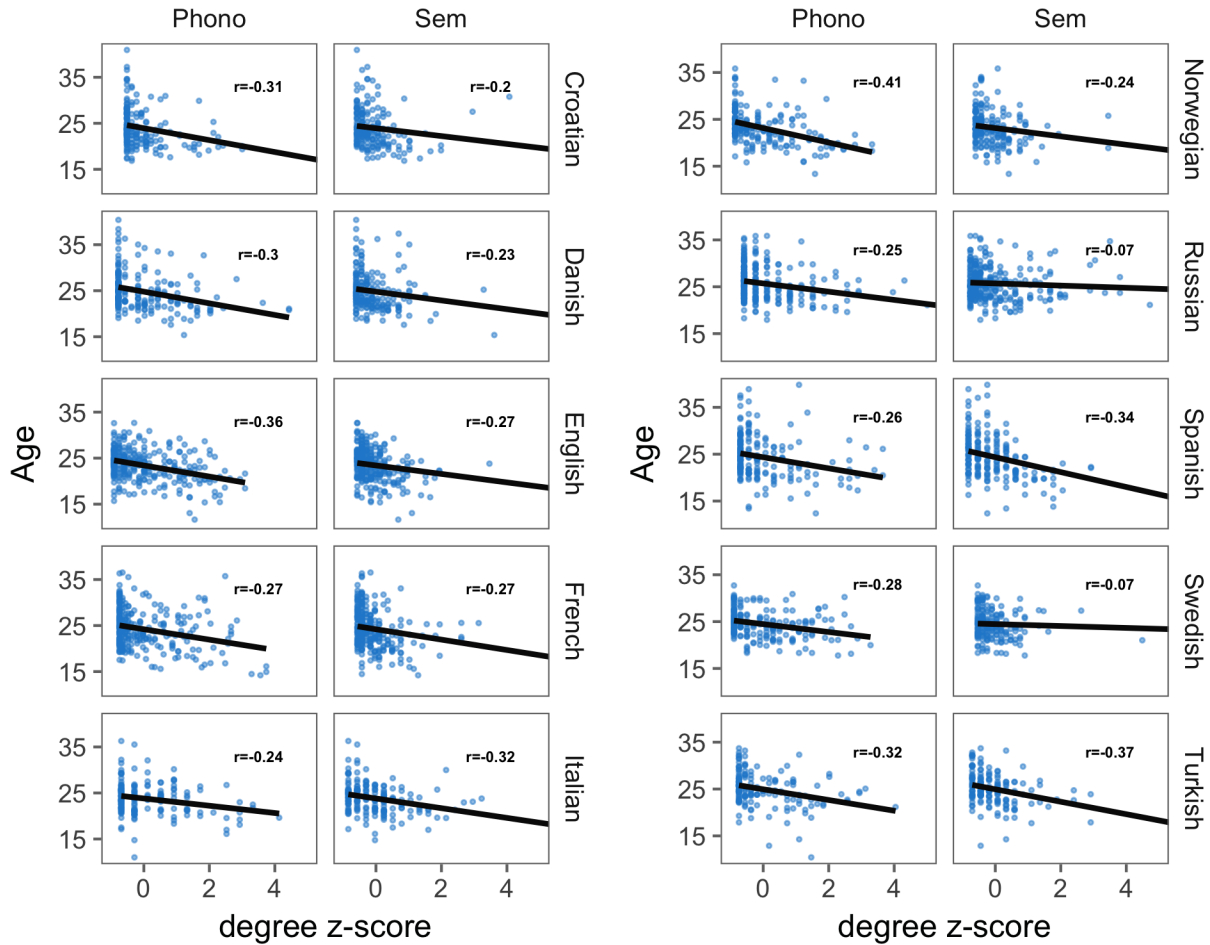 Phono Sem Phono Sem
35 25 15 r=-0.31 r=-0.2 Croatian
35 25 15 r=-0.41 r=-0.24 Norwegian
35 25 15 r=-0.3 r=-0.23 Danish
35 25 15 r=-0.25 r=-0.07 Russian
Age
35 25 15 r=-0.36 r=-0.27 English
Age
35 25 15 r=-0.26 r=-0.34 Spanish
35 25 15 r=-0.27 r=-0.27 French
35 25 15 r=-0.28 r=-0.07 Swedish
35 25 15 r=-0.24 r=-0.32 Italian
35 25 15 r=-0.32 r=-0.37 Turkish
0 2 4 0 2 4 0 2 4 0 2 4
degree z-score degree z-score